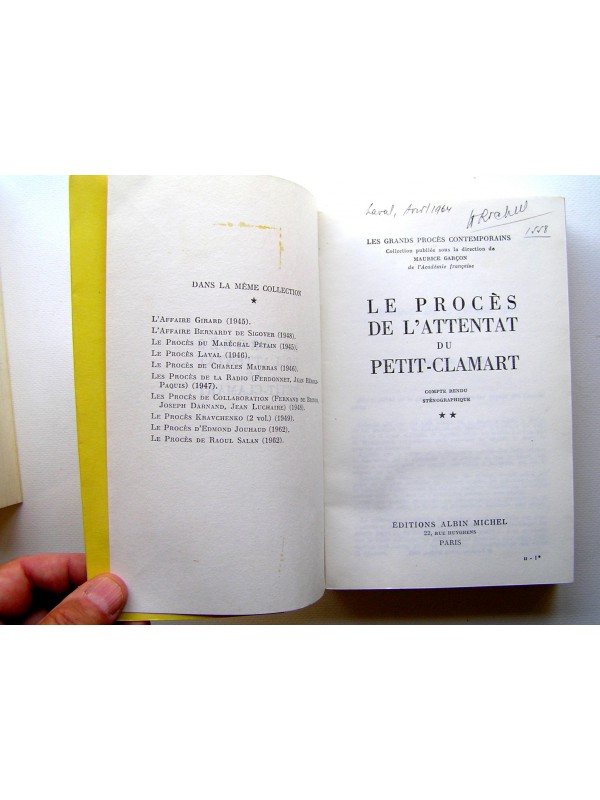 DANS LA MÊME COLLECTION
★
L'AFFAIRE GIRARD (1945).
L'AFFAIRE BERNARDY DE SIGOYER (1948).
LE PROCÈS DU MARÉCHAL PÉTAIN (1945).
LE PROCÈS LAVAL (1946).
LE PROCÈS DE CHARLES MAURRAS (1946).
LES PROCÈS DE LA RADIO (FERDONNET, JEAN HÉROLD-
PAQUIS) (1947).
LES PROCÈS DE COLLABORATION (FERNAND DE BRINON,
JOSEPH DARNAND, JEAN LUCHAIRE) (1948).
LE PROCÈS KRAVCHENKO (2 vol.) (1949).
LE PROCÈS D'EDMOND JOUHAUD (1962).
LE PROCÈS DE RAOUL SALAN (1962).
Laval, Avril 1964
1558
LES GRANDS PROCÈS CONTEMPORAINS
Collection publiée sous la direction de
MAURICE GARÇON
de l'Académie française
LE PROCÈS
DE L'ATTENTAT
DU
PETIT-CLAMART
COMPTE RENDU
STÉNOGRAPHIQUE
★ ★
ÉDITIONS ALBIN MICHEL
22, RUE HUYGHENS
PARIS